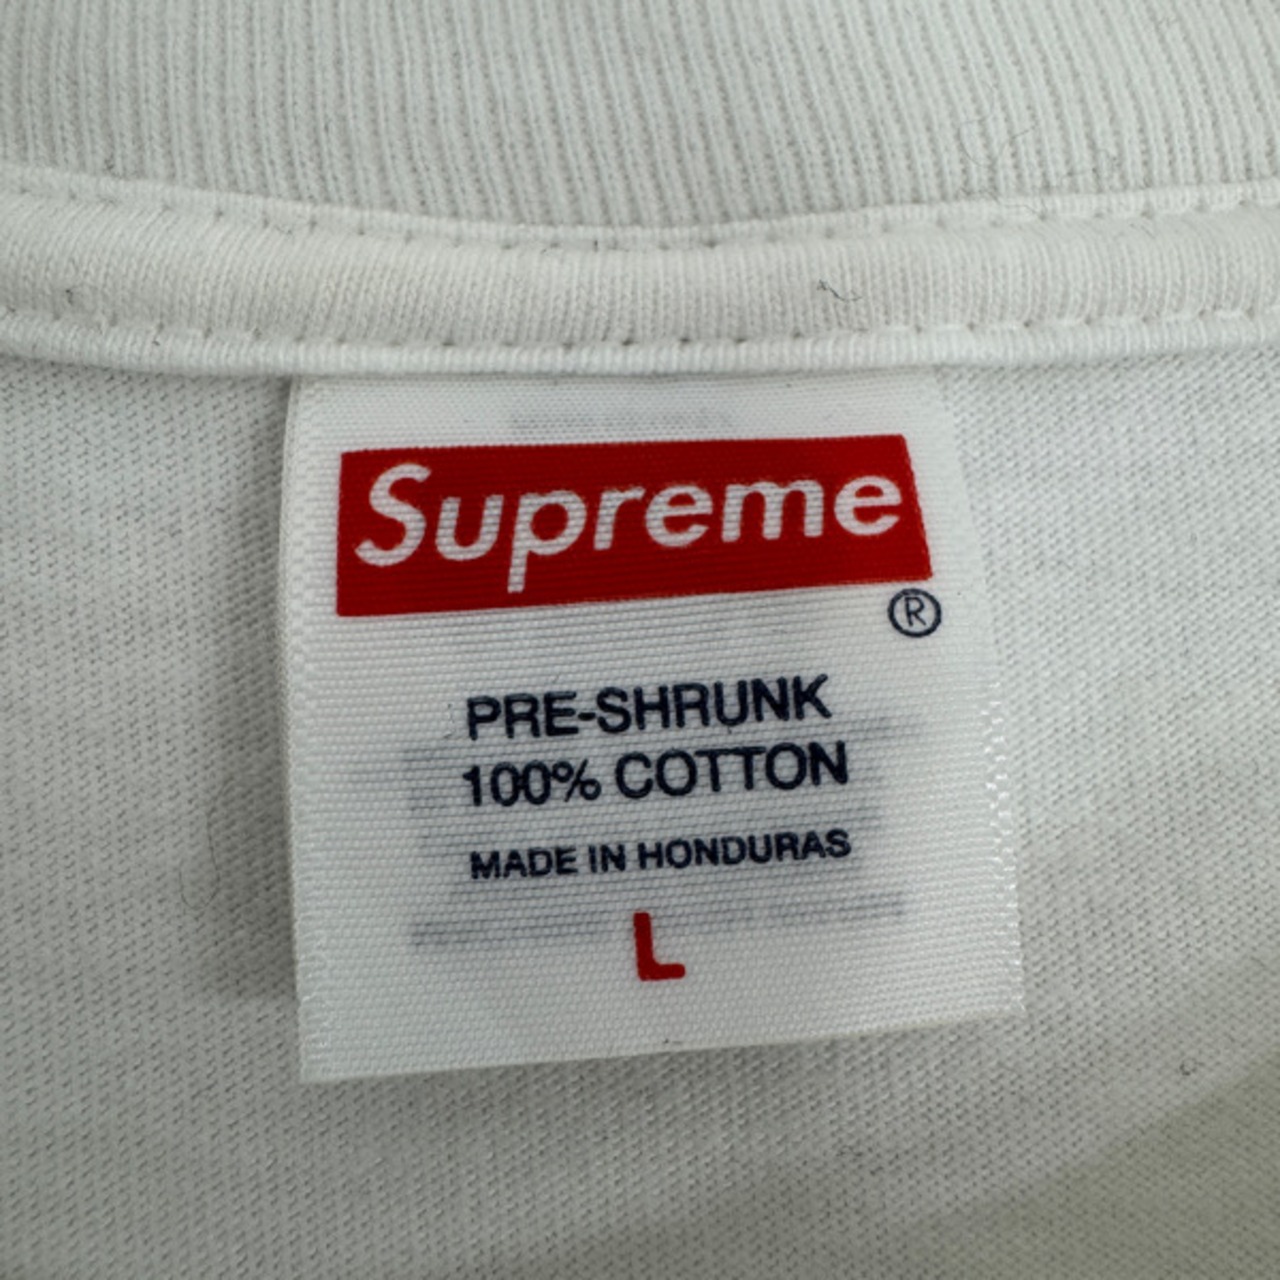 Supreme
®
PRE-SHRUNK
100% COTTON
MADE IN HONDURAS
L